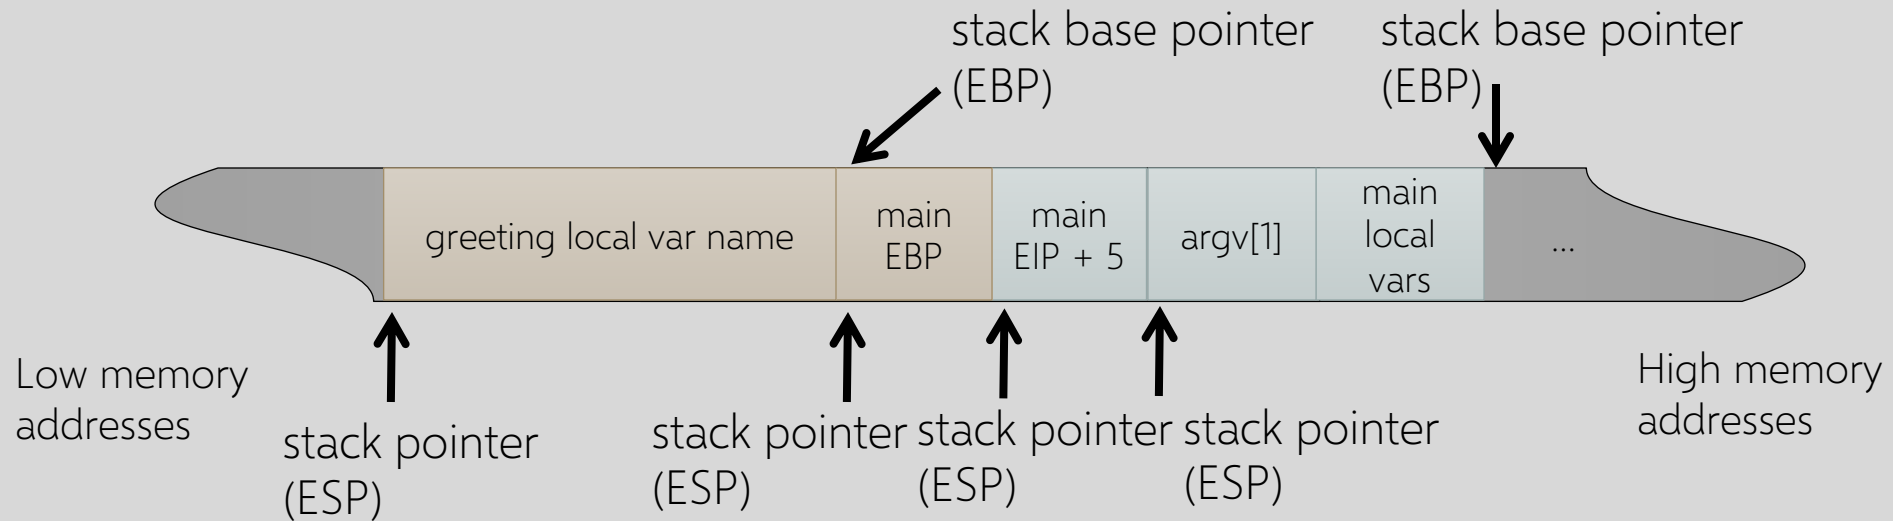 stack base pointer
(EBP)
stack base pointer
(EBP)
greeting local var name
main
EBP
main
EIP + 5
argv[1]
main
local
vars
...
Low memory
addresses
stack pointer
(ESP)
stack pointer
(ESP)
stack pointer
(ESP)
stack pointer
(ESP)
High memory
addresses